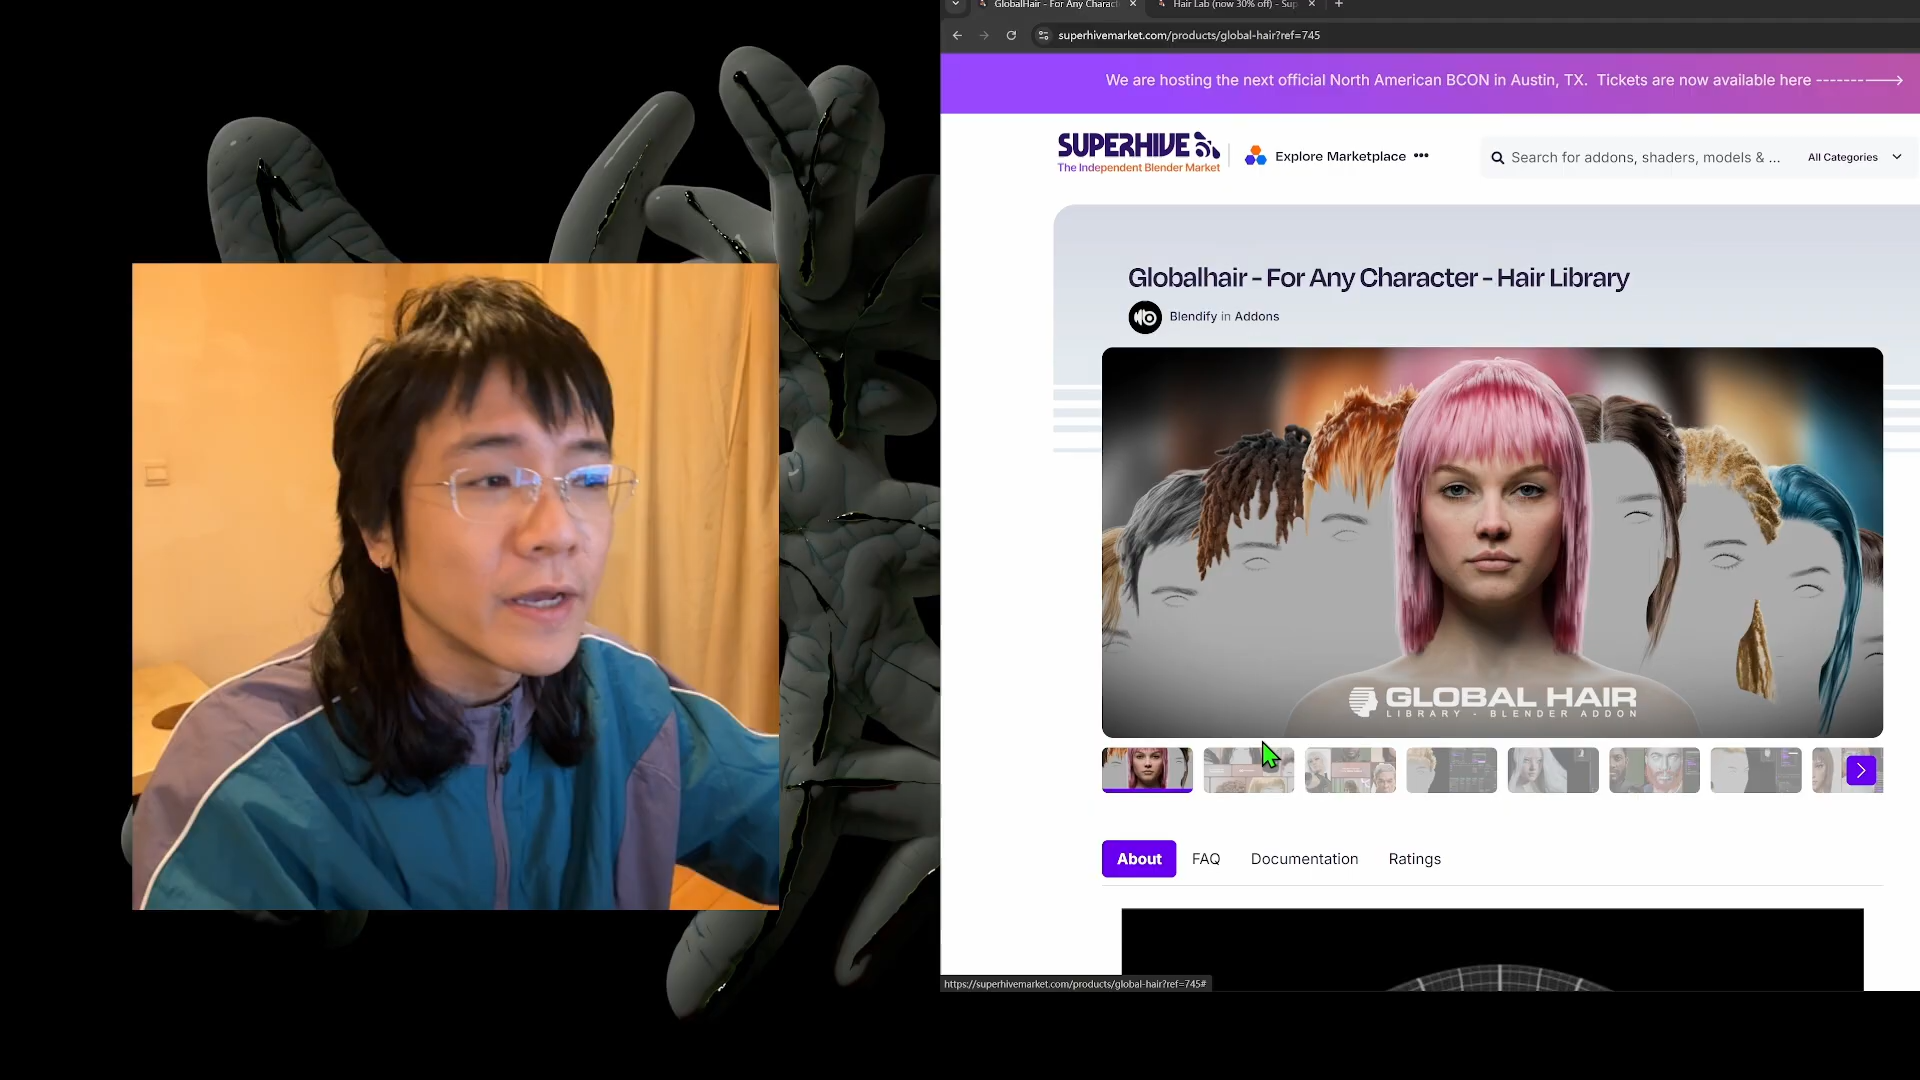 GlobalHair - For Any Charact
Hair Lab (now 30% off) - Sup
superhivemarket.com/products/global-hair?ref=745
We are hosting the next official North American BCON in Austin, TX. Tickets are now available here -------→
SUPERHIVE
The Independent Blender Market
Explore Marketplace •••
Search for addons, shaders, models & ...
All Categories
Globalhair - For Any Character - Hair Library
Blendify in Addons
GLOBAL HAIR
LIBRARY - BLENDER ADDON
About
FAQ
Documentation
Ratings
https://superhivemarket.com/products/global-hair?ref=745#